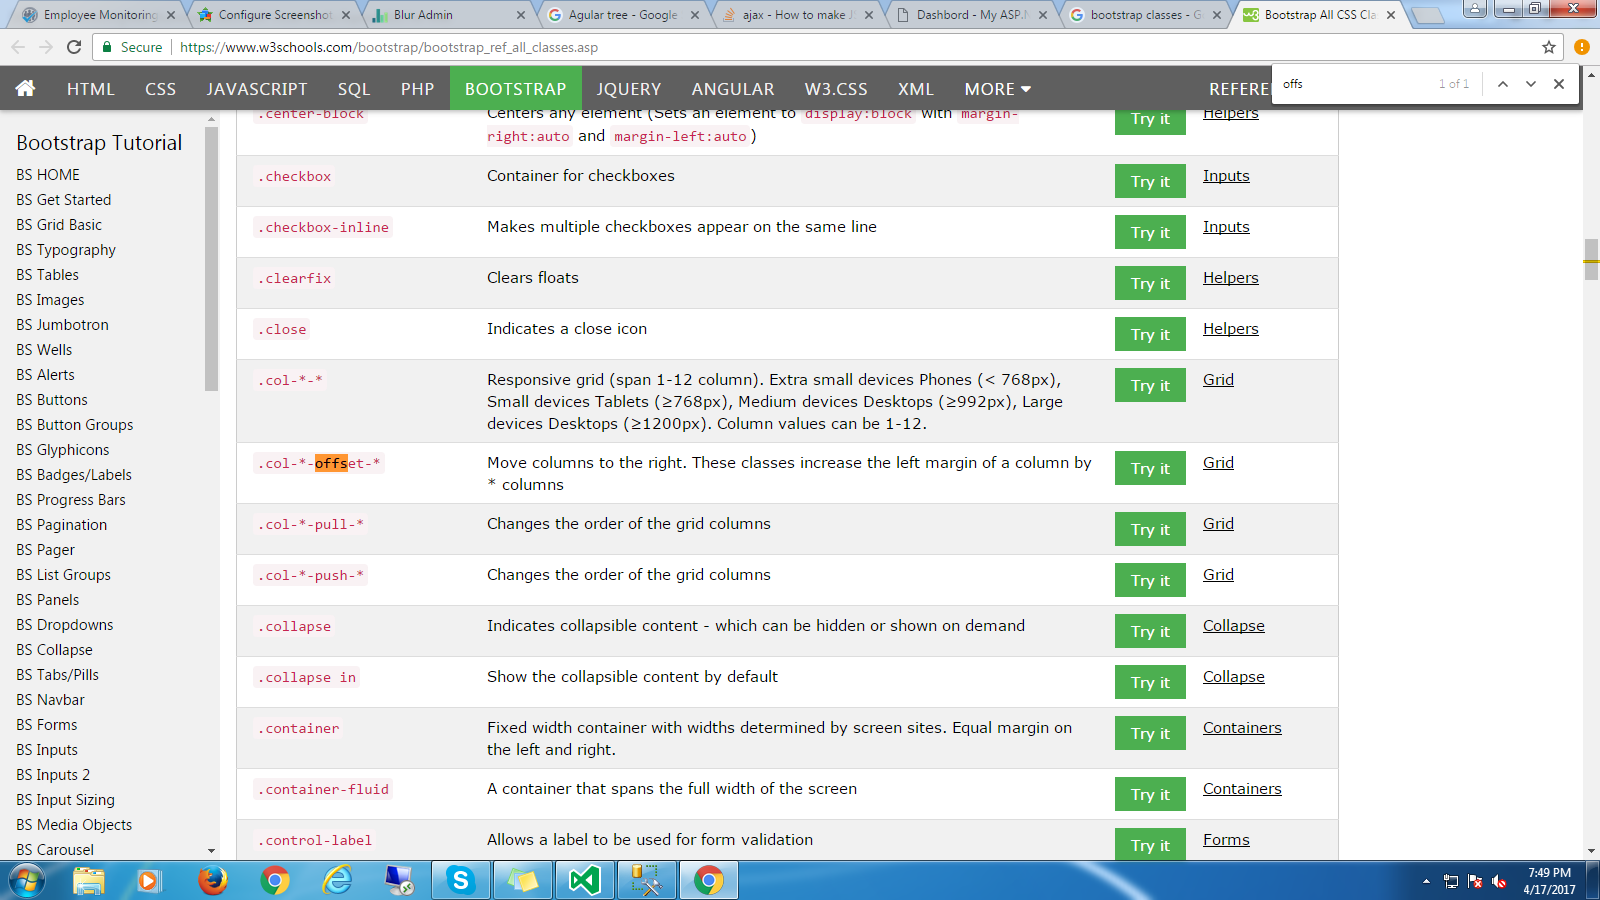 Employee Monitoring
Configure Screenshot
Blur Admin
Agular tree - Google
ajax - How to make
Dashbord - My ASP.N
bootstrap classes - G
Bootstrap All CSS Cla
Secure
https://www.w3schools.com/bootstrap/bootstrap_ref_all_classes.asp
HTML
CSS
JAVASCRIPT
SQL
PHP
BOOTSTRAP
JQUERY
ANGULAR
W3.CSS
XML
MORE
REFERE
offs
1 of 1
Bootstrap Tutorial
BS HOME
BS Get Started
BS Grid Basic
BS Typography
BS Tables
BS Images
BS Jumbotron
BS Wells
BS Alerts
BS Buttons
BS Button Groups
BS Glyphicons
BS Badges/Labels
BS Progress Bars
BS Pagination
BS Pager
BS List Groups
BS Panels
BS Dropdowns
BS Collapse
BS Tabs/Pills
BS Navbar
BS Forms
BS Inputs
BS Inputs 2
BS Input Sizing
BS Media Objects
BS Carousel
.center-block
Centers any element (Sets an element to display:block with margin-
right:auto and margin-left:auto)
Try it
Helpers
.checkbox
Container for checkboxes
Try it
Inputs
.checkbox-inline
Makes multiple checkboxes appear on the same line
Try it
Inputs
.clearfix
Clears floats
Try it
Helpers
.close
Indicates a close icon
Try it
Helpers
.col-*-*
Responsive grid (span 1-12 column). Extra small devices Phones (< 768px),
Small devices Tablets (≥768px), Medium devices Desktops (≥992px), Large
devices Desktops (≥1200px). Column values can be 1-12.
Try it
Grid
.col-*-offset-*
Move columns to the right. These classes increase the left margin of a column by
* columns
Try it
Grid
.col-*-pull-*
Changes the order of the grid columns
Try it
Grid
.col-*-push-*
Changes the order of the grid columns
Try it
Grid
.collapse
Indicates collapsible content - which can be hidden or shown on demand
Try it
Collapse
.collapse in
Show the collapsible content by default
Try it
Collapse
.container
Fixed width container with widths determined by screen sites. Equal margin on
the left and right.
Try it
Containers
.container-fluid
A container that spans the full width of the screen
Try it
Containers
.control-label
Allows a label to be used for form validation
Try it
Forms
7:49 PM
4/17/2017